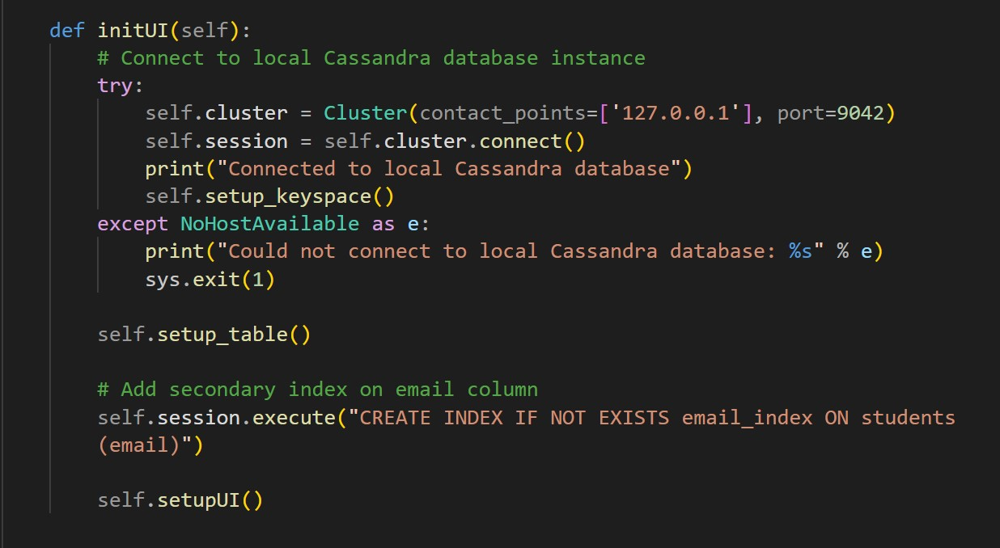 def initUI(self):
# Connect to local Cassandra database instance
try:
self.cluster = Cluster(contact_points=['127.0.0.1'], port=9042)
self.session = self.cluster.connect()
print("Connected to local Cassandra database")
self.setup_keyspace()
except NoHostAvailable as e:
print("Could not connect to local Cassandra database: %s" % e)
sys.exit(1)
self.setup_table()
# Add secondary index on email column
self.session.execute("CREATE INDEX IF NOT EXISTS email_index ON students
(email)")
self.setupUI()